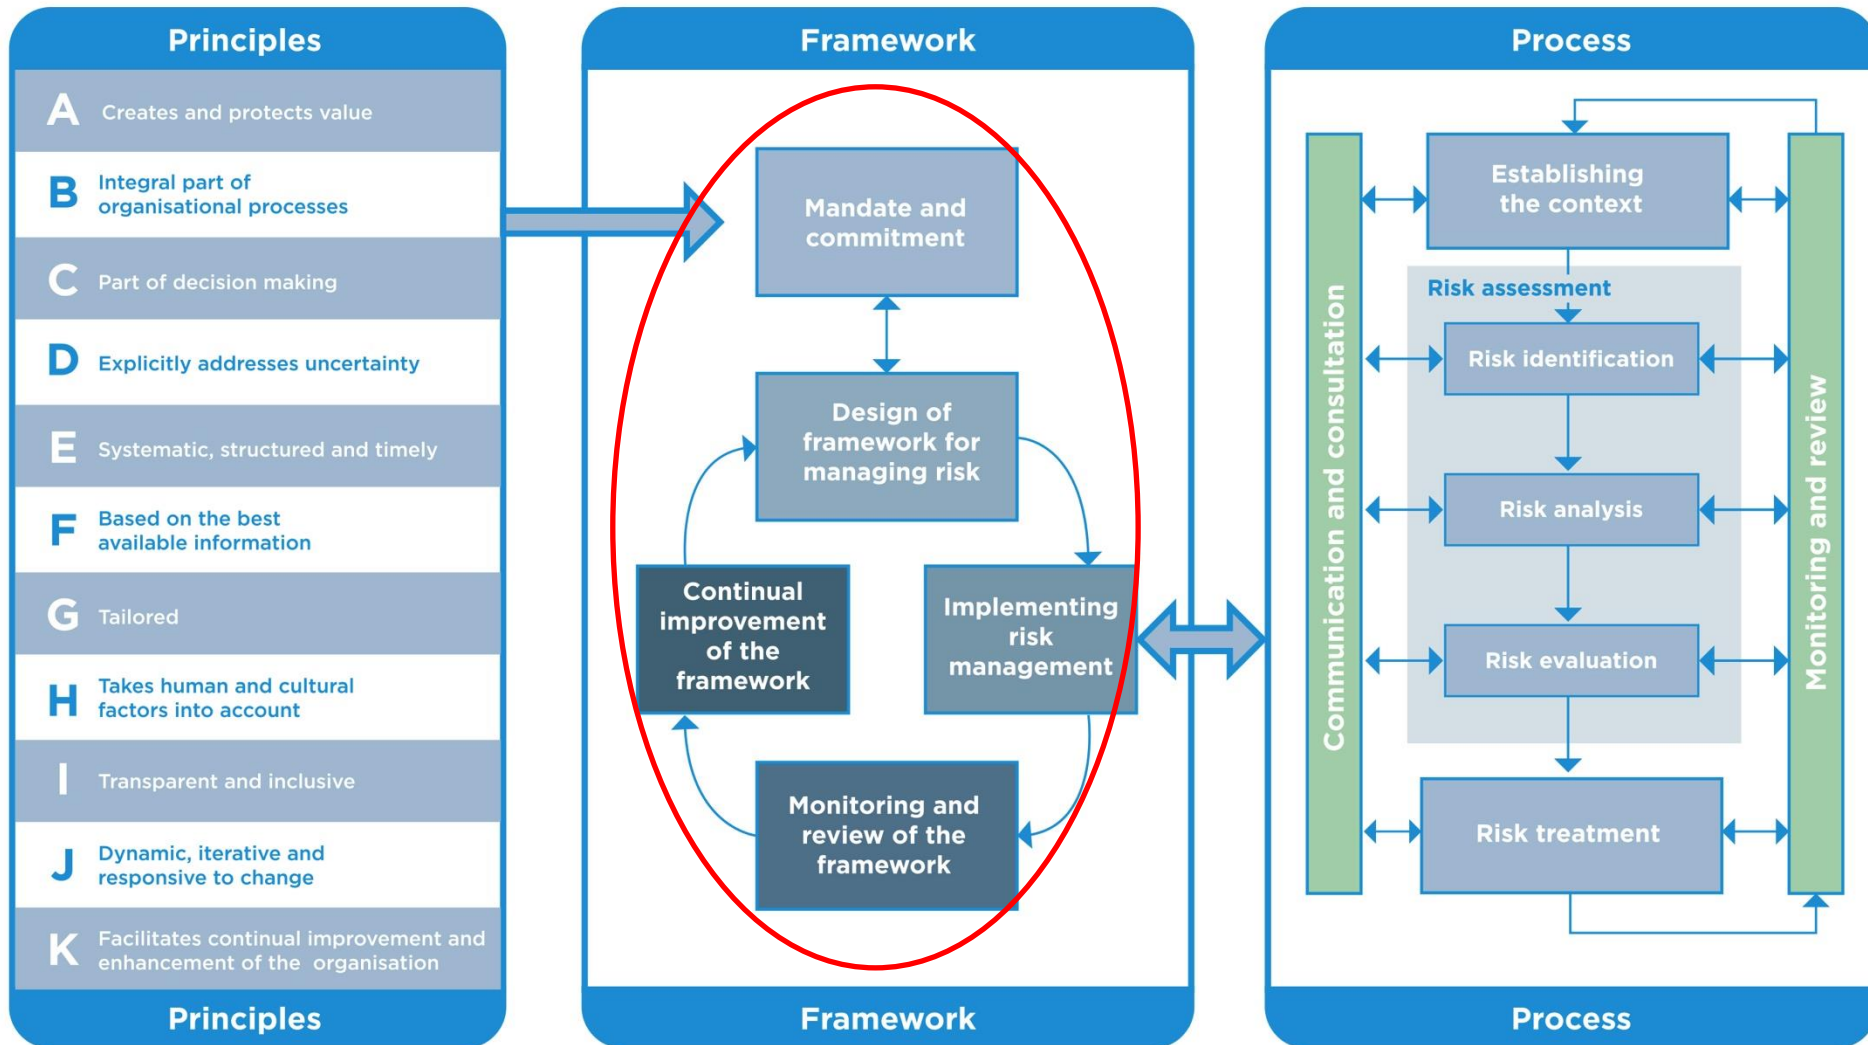 Principles
A
Creates and protects value
B
Integral part of
organisational processes
C
Part of decision making
D
Explicitly addresses uncertainty
E
Systematic, structured and timely
F
Based on the best
available information
G
Tailored
H
Takes human and cultural
factors into account
I
Transparent and inclusive
J
Dynamic, iterative and
responsive to change
K
Facilitates continual improvement and
enhancement of the organisation
Principles
Framework
Mandate and
commitment
Design of
framework for
managing risk
Implementing
risk
management
Monitoring and
review of the
framework
Continual
improvement
of the
framework
Framework
Process
Communication and consultation
Establishing
the context
Risk assessment
Risk identification
Risk analysis
Risk evaluation
Risk treatment
Monitoring and review
Process